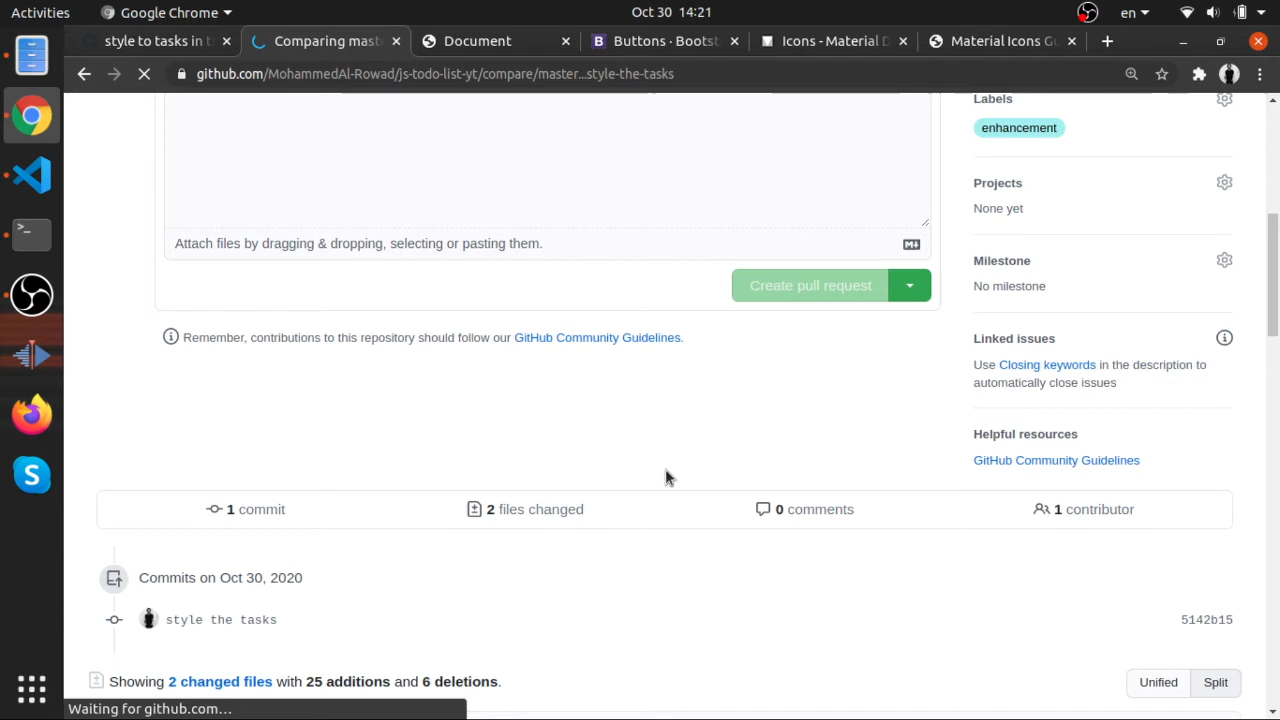 Activities
Google Chrome
Oct 30 14:21
en
style to tasks in t
Comparing mast
Document
Buttons · Bootst
Icons - Material D
Material Icons Gu
github.com/MohammedAl-Rowad/js-todo-list-yt/compare/master...style-the-tasks
Labels
enhancement
Projects
None yet
Attach files by dragging & dropping, selecting or pasting them.
Milestone
No milestone
Create pull request
Remember, contributions to this repository should follow our GitHub Community Guidelines.
Linked issues
Use Closing keywords in the description to
automatically close issues
Helpful resources
GitHub Community Guidelines
1 commit
2 files changed
0 comments
1 contributor
Commits on Oct 30, 2020
style the tasks
5142b15
Showing 2 changed files with 25 additions and 6 deletions.
Unified
Split
Waiting for github.com...